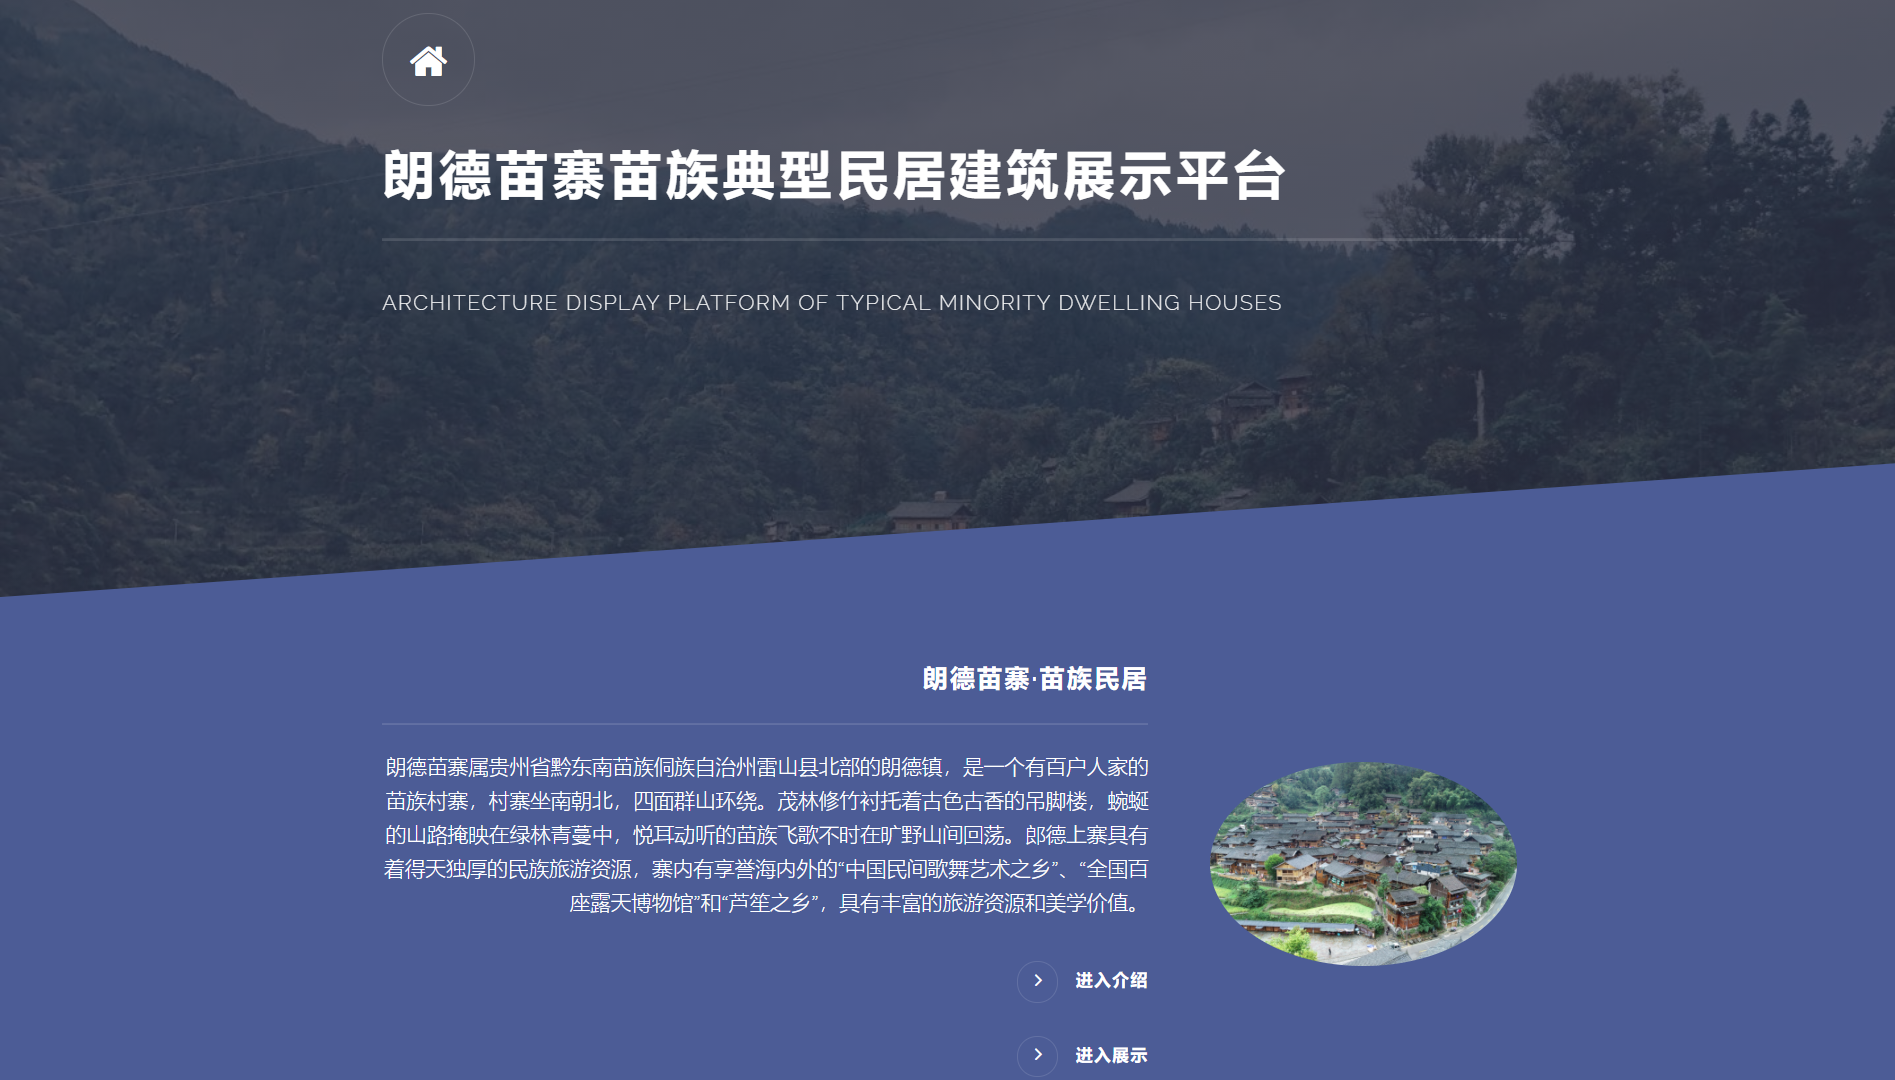 朗德苗寨苗族典型民居建筑展示平台
ARCHITECTURE DISPLAY PLATFORM OF TYPICAL MINORITY DWELLING HOUSES
朗德苗寨·苗族民居
朗德苗寨属贵州省黔东南苗族侗族自治州雷山县北部的朗德镇，是一个有百户人家的
苗族村寨，村寨坐南朝北，四面群山环绕。茂林修竹衬托着古色古香的吊脚楼，蜿蜒
的山路掩映在绿林青蔓中，悦耳动听的苗族飞歌不时在旷野山间回荡。郎德上寨具有
着得天独厚的民族旅游资源，寨内有享誉海内外的“中国民间歌舞艺术之乡”、“全国百
座露天博物馆”和“芦笙之乡”，具有丰富的旅游资源和美学价值。
进入介绍
进入展示